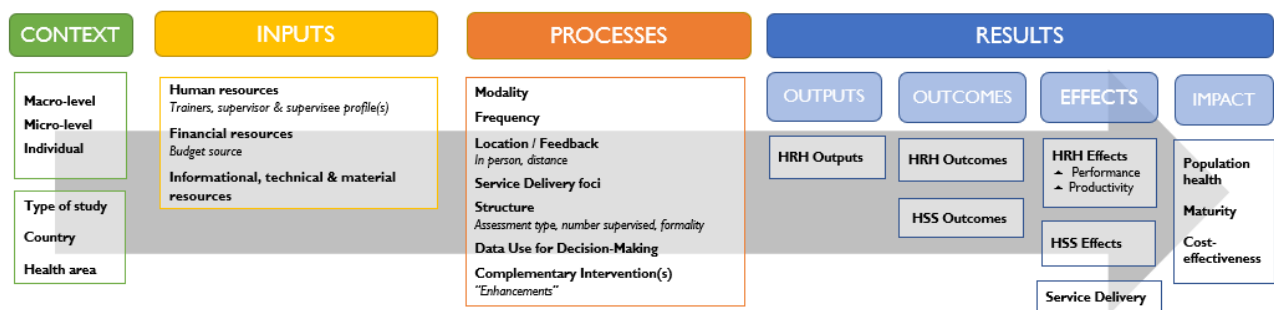 CONTEXT
Macro-level
Micro-level
Individual
Type of study
Country
Health area
INPUTS
Human resources
Trainers, supervisor & supervisee profile(s)
Financial resources
Budget source
Informational, technical & material
resources
PROCESSES
Modality
Frequency
Location / Feedback
In person, distance
Service Delivery foci
Structure
Assessment type, number supervised, formality
Data Use for Decision-Making
Complementary Intervention(s)
"Enhancements"
RESULTS
OUTPUTS
HRH Outputs
OUTCOMES
HRH Outcomes
HSS Outcomes
EFFECTS
HRH Effects
Performance
Productivity
HSS Effects
Service Delivery
IMPACT
Population
health
Maturity
Cost-
effectiveness